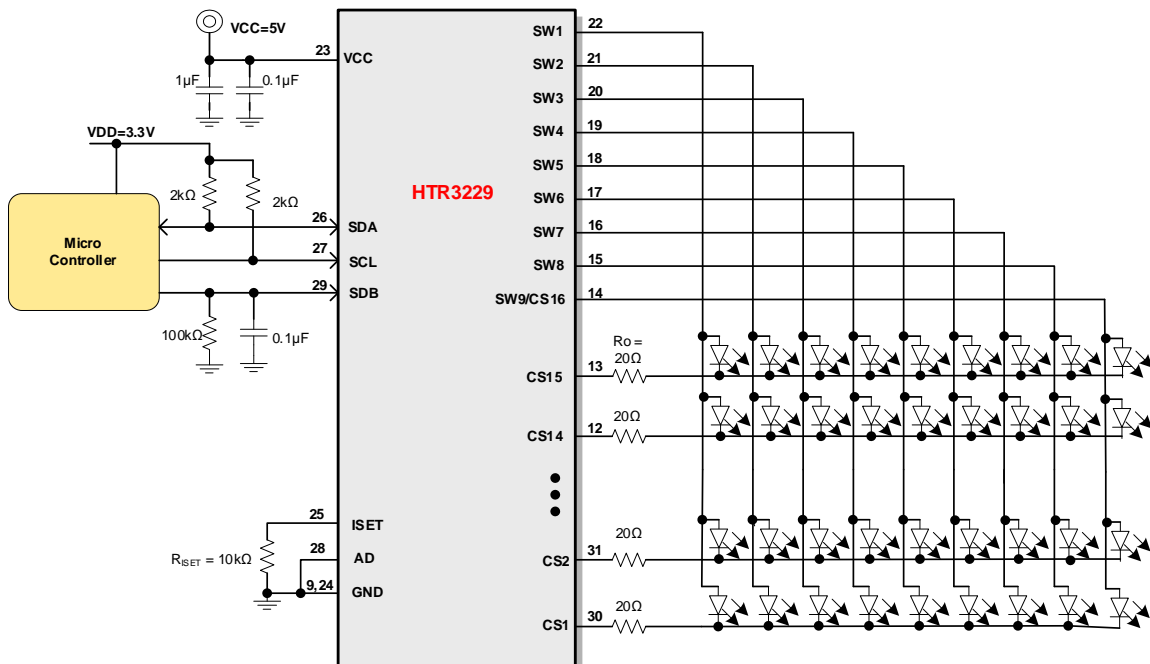 VCC=5V
23
VCC
1µF
0.1µF
VDD=3.3V
2kΩ
2kΩ
Micro
Controller
26
SDA
27
SCL
29
SDB
100kΩ
0.1µF
HTR3229
SW1
22
SW2
21
SW3
20
SW4
19
SW5
18
SW6
17
SW7
16
SW8
15
SW9/CS16
14
Ro =
20Ω
CS15
13
20Ω
CS14
12
25
ISET
RISET = 10kΩ
28
AD
9,24
GND
20Ω
CS2
31
20Ω
CS1
30